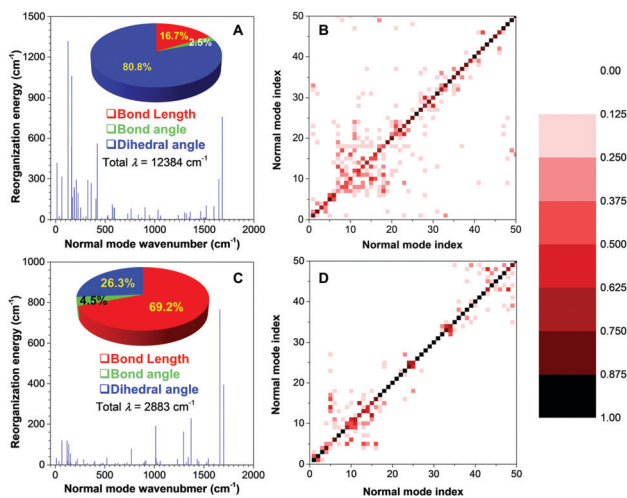 A
16.7%
2.5%
80.8%
Bond Length
Bond angle
Dihedral angle
Total λ = 12384 cm⁻¹
Reorganization energy (cm⁻¹)
1500
1200
900
600
300
0
0 500 1000 1500 2000
Normal mode wavenumber (cm⁻¹)
B
Normal mode index
50
40
30
20
10
0
0 10 20 30 40 50
Normal mode index
C
26.3%
4.5%
69.2%
Bond Length
Bond angle
Dihedral angle
Total λ = 2883 cm⁻¹
Reorganization energy (cm⁻¹)
1000
800
600
400
200
0
0 500 1000 1500 2000
Normal mode wavenubmer (cm⁻¹)
D
Normal mode index
50
40
30
20
10
0
0 10 20 30 40 50
Normal mode index
0.00
0.125
0.250
0.375
0.500
0.625
0.750
0.875
1.00